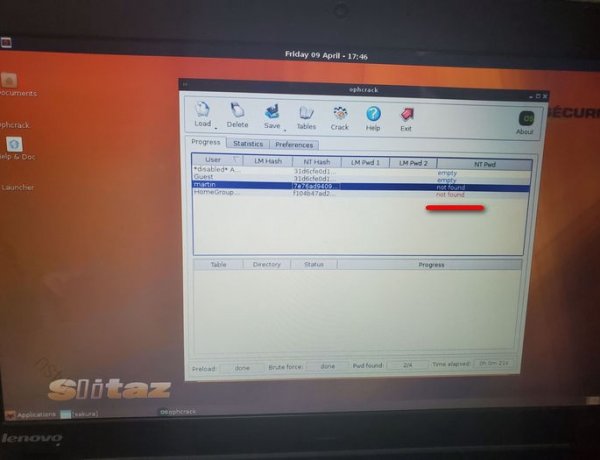 Friday 09 April - 17:46
ocuments
phcrack
elp & Doc
Launcher
ophcrack
Load Delete Save Tables Crack Help Exit About
OS
SÉCURI
Progress Statistics Preferences
User LM Hash NT Hash LM Pwd 1 LM Pwd 2 NT Pwd
*disabled* A... 31d6cfe0d1... empty
Guest 31d6cfe0d1... empty
martin 7e76ad9409... not found
HomeGroup... f104b47ad2... not found
Table Directory Status Progress
Preload: done Brute force: done Pwd found: 2/4 Time elapsed: 0h 0m 21s
Slitaz
Applications [sakura] ophcrack
lenovo